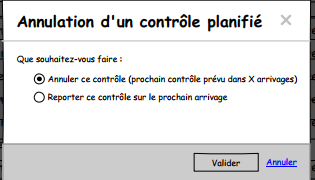 Annulation d'un contrôle planifié
Que souhaitez-vous faire :
Annuler ce contrôle (prochain contrôle prévu dans X arrivages)
Reporter ce contrôle sur le prochain arrivage
Valider Annuler